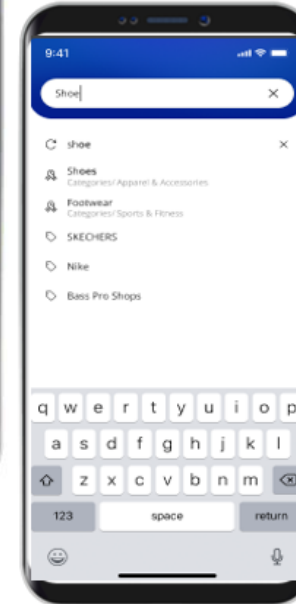 9:41
Shoe
shoe
Shoes
Categories/Apparel & Accessories
Footwear
Categories/Sports & Fitness
SKECHERS
Nike
Bass Pro Shops
q w e r t y u i o p
a s d f g h j k l
z x c v b n m
123 space return